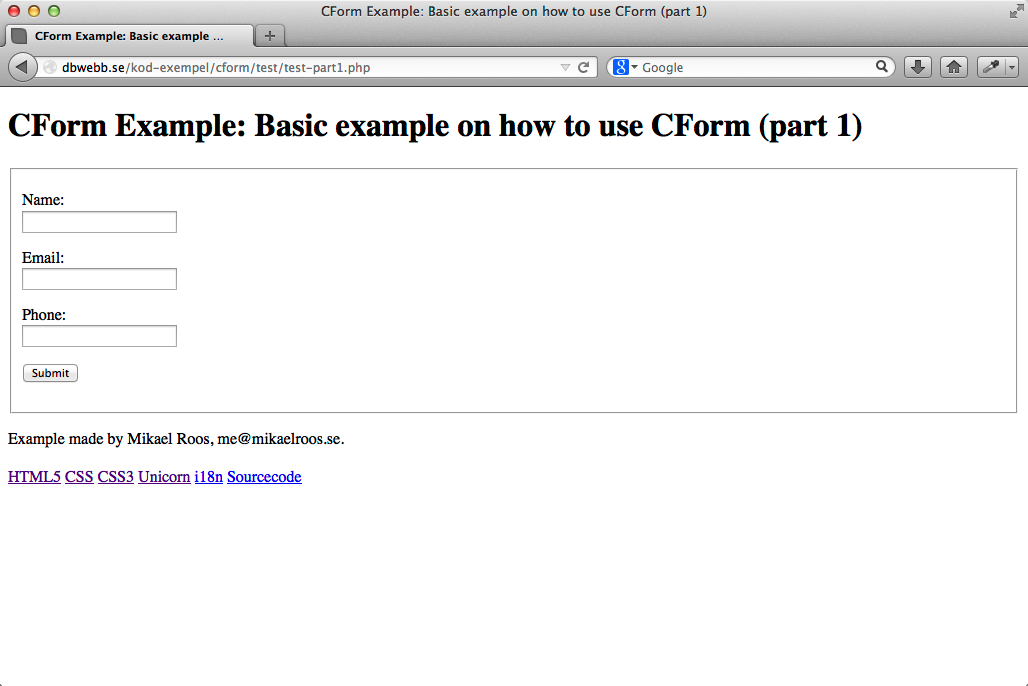 CForm Example: Basic example on how to use CForm (part 1)
CForm Example: Basic example ...
dbwebb.se/kod-exempel/cform/test/test-part1.php
8 Google
CForm Example: Basic example on how to use CForm (part 1)
Name:
Email:
Phone:
Submit
Example made by Mikael Roos, me@mikaelroos.se.
HTML5 CSS CSS3 Unicorn i18n Sourcecode